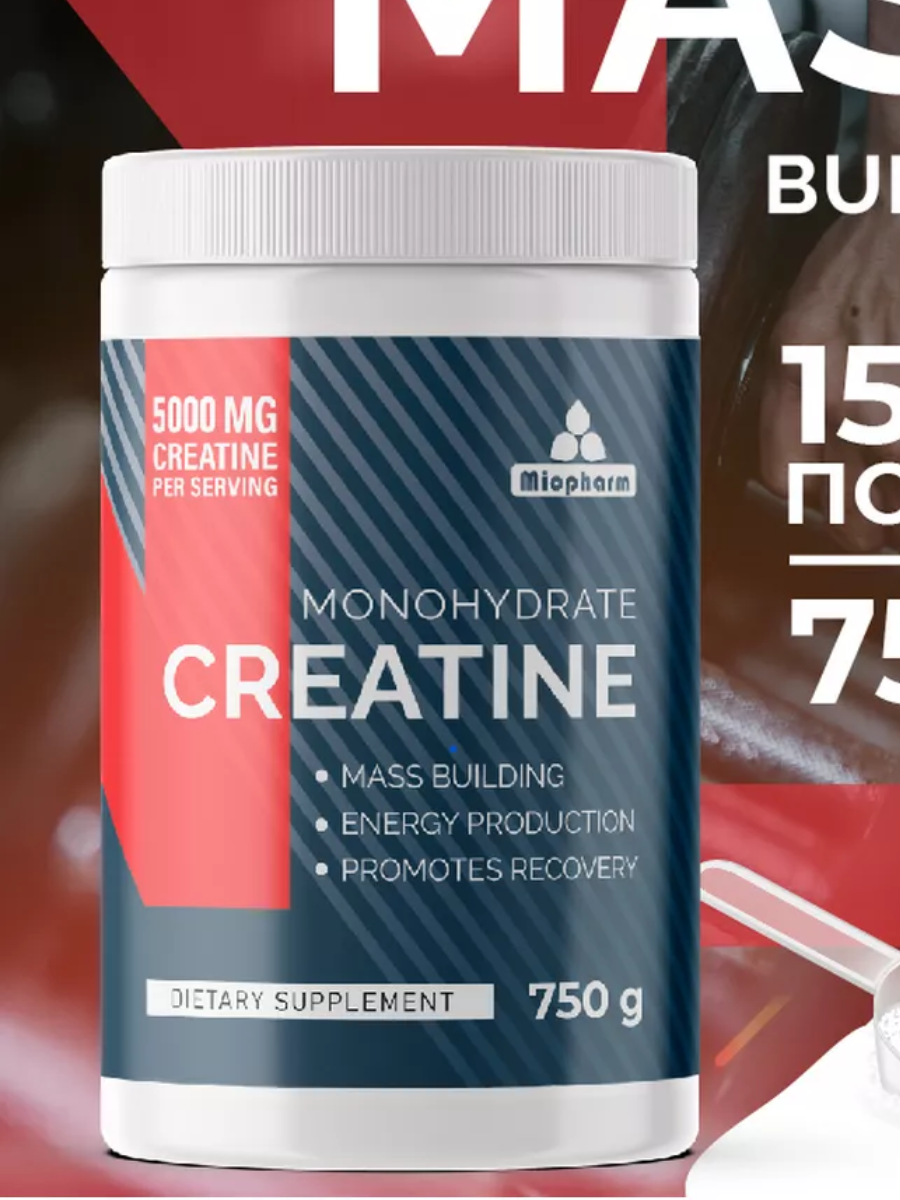 MAS
BUI
5000 MG
CREATINE
PER SERVING
Miopharm
15
ПО
75
MONOHYDRATE
CREATINE
• MASS BUILDING
• ENERGY PRODUCTION
• PROMOTES RECOVERY
DIETARY SUPPLEMENT
750 g